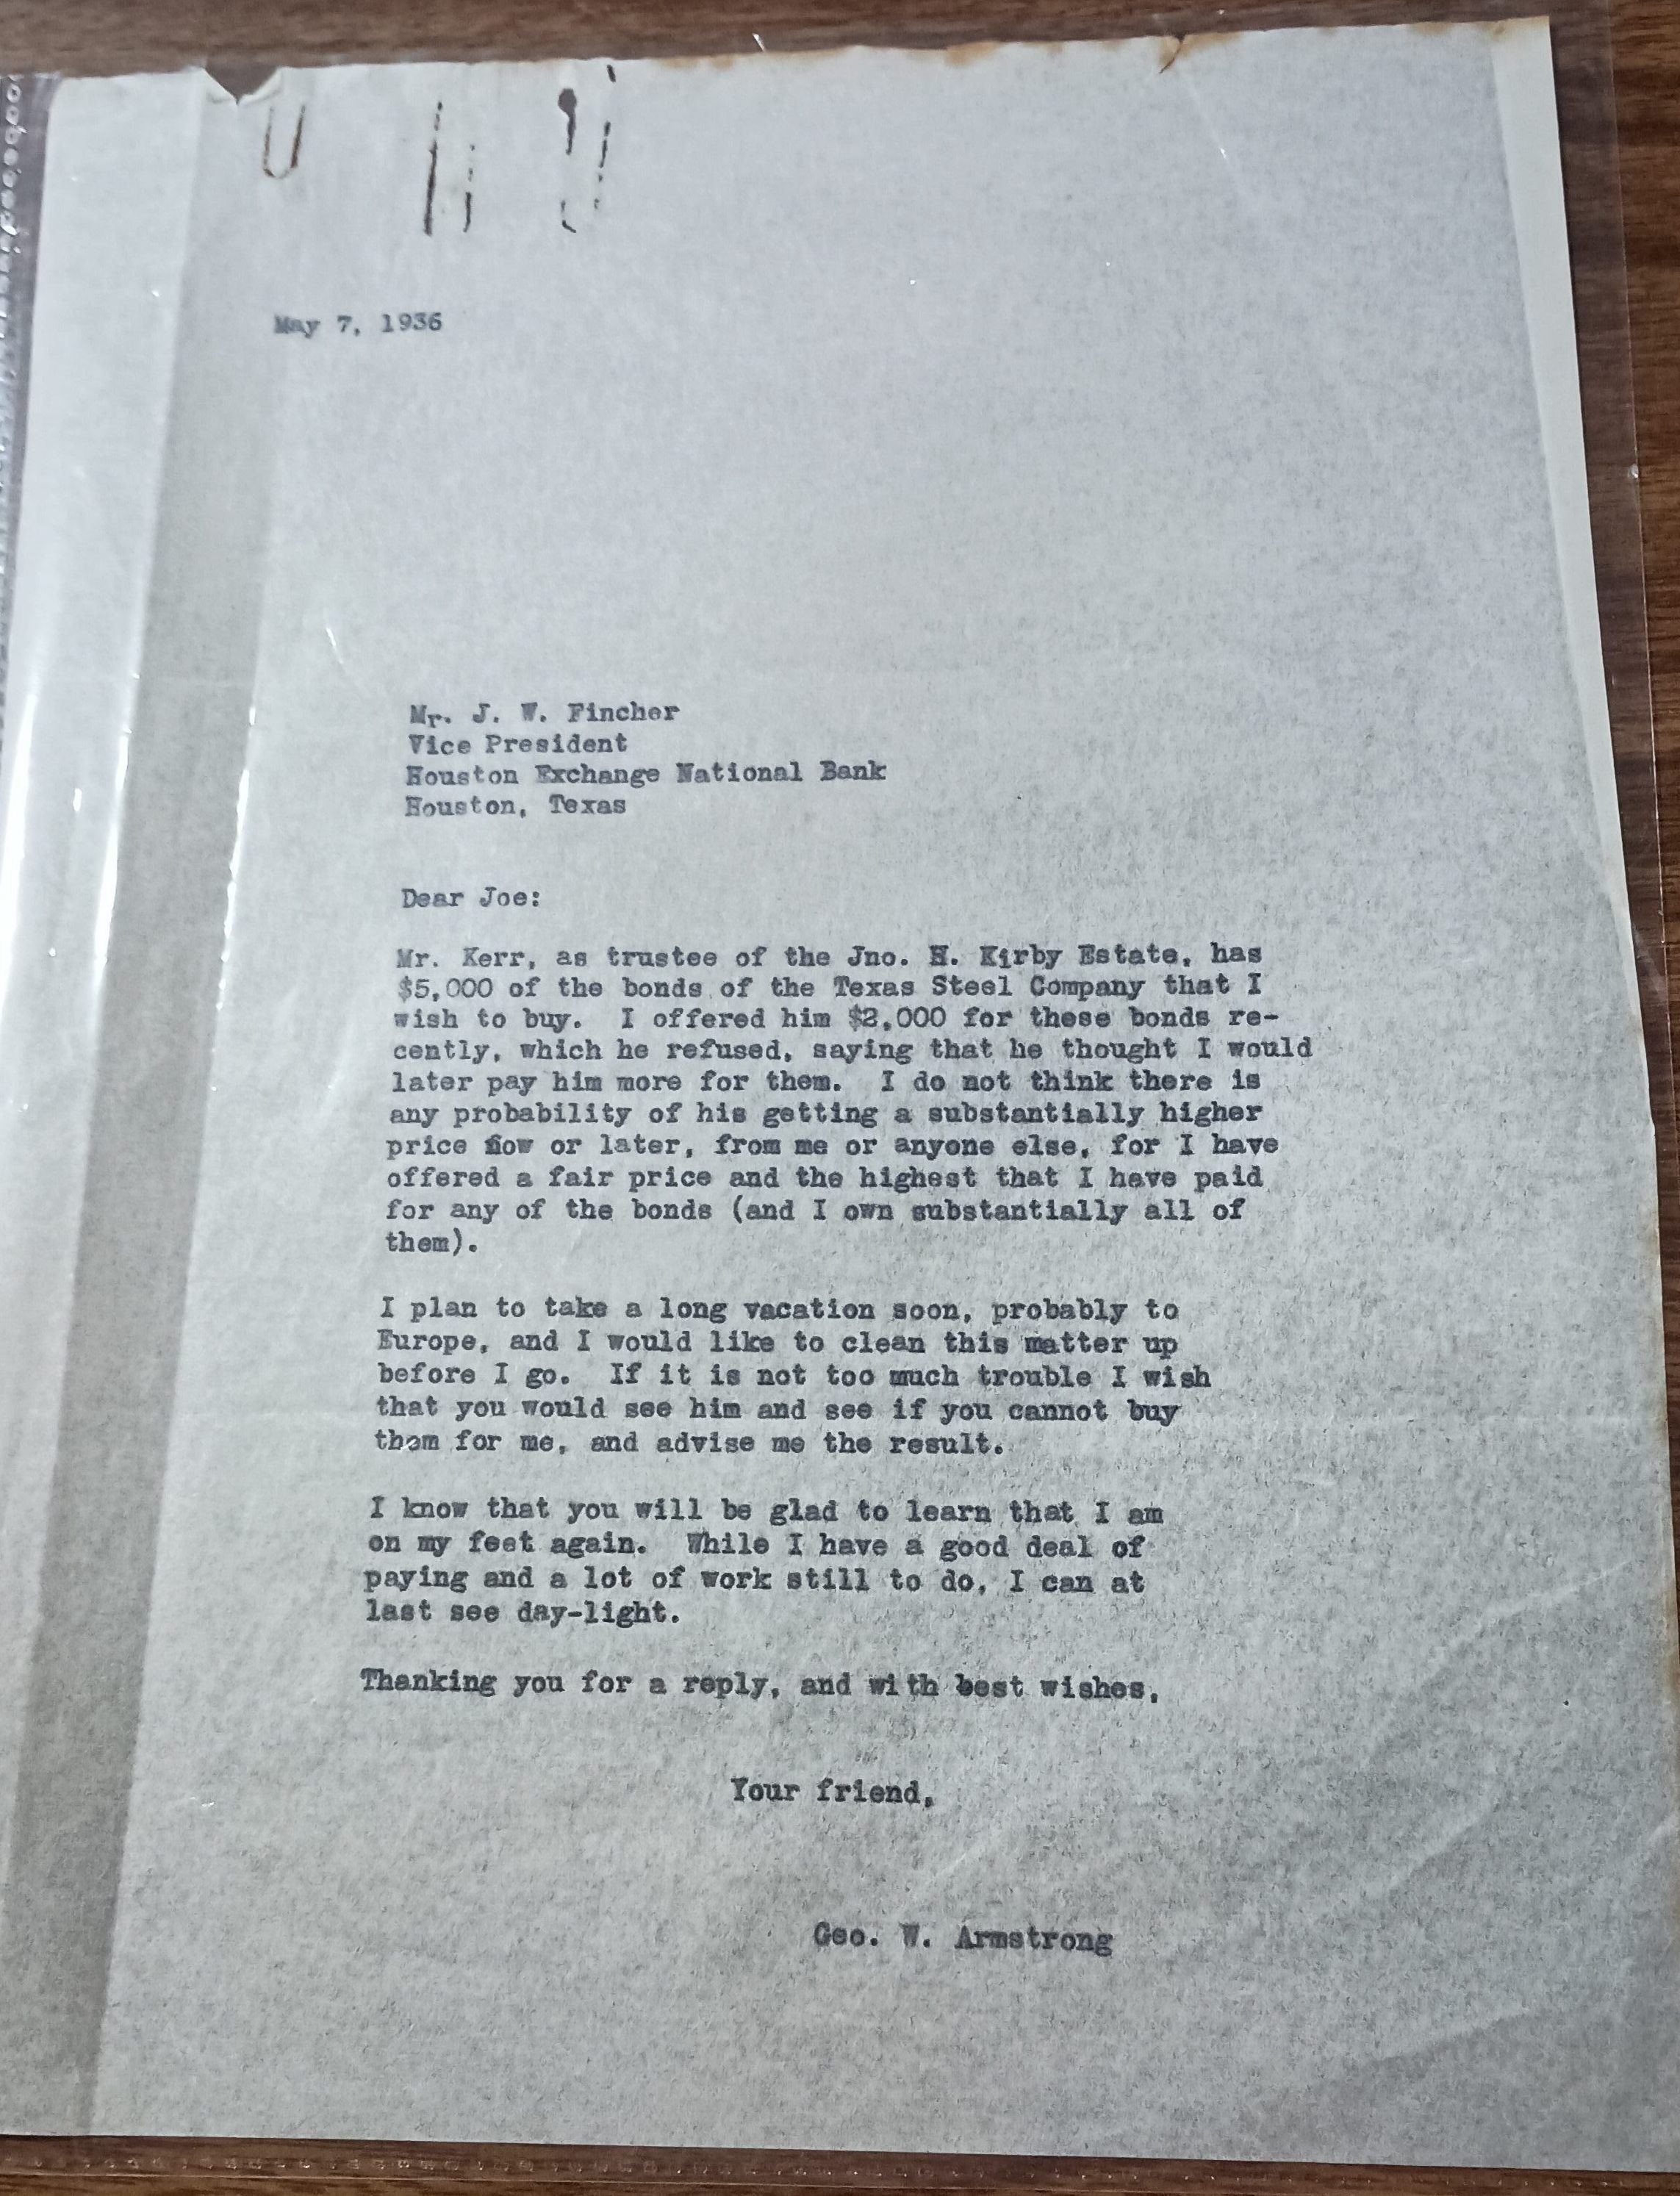 May 7, 1936
Mr. J. W. Fincher
Vice President
Houston Exchange National Bank
Houston, Texas
Dear Joe:
Mr. Kerr, as trustee of the Jno. H. Kirby Estate, has
$5,000 of the bonds of the Texas Steel Company that I
wish to buy. I offered him $2,000 for these bonds re-
cently, which he refused, saying that he thought I would
later pay him more for them. I do not think there is
any probability of his getting a substantially higher
price now or later, from me or anyone else, for I have
offered a fair price and the highest that I have paid
for any of the bonds (and I own substantially all of
them).
I plan to take a long vacation soon, probably to
Europe, and I would like to clean this matter up
before I go. If it is not too much trouble I wish
that you would see him and see if you cannot buy
them for me, and advise me the result.
I know that you will be glad to learn that I am
on my feet again. While I have a good deal of
paying and a lot of work still to do, I can at
last see day-light.
Thanking you for a reply, and with best wishes,
Your friend,
Geo. W. Armstrong